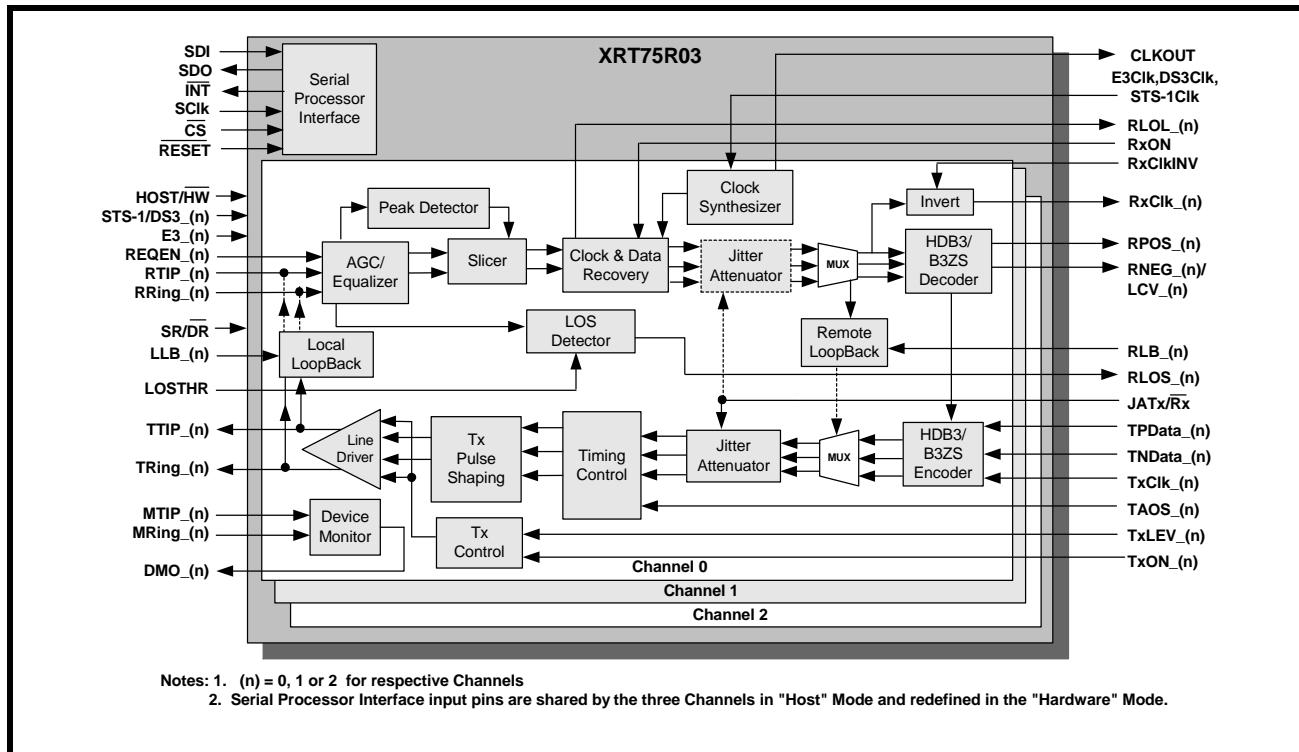 XRT75R03
SDI
SDO
INT
SClk
CS
RESET
Serial
Processor
Interface
CLKOUT
E3Clk,DS3Clk,
STS-1Clk
RLOL_(n)
RxON
RxClkINV
HOST/HW
STS-1/DS3_(n)
E3_(n)
REQEN_(n)
RTIP_(n)
RRing_(n)
SR/DR
LLB_(n)
LOSTHR
TTIP_(n)
TRing_(n)
MTIP_(n)
MRing_(n)
DMO_(n)
Peak Detector
Clock
Synthesizer
Invert
AGC/
Equalizer
Slicer
Clock & Data
Recovery
Jitter
Attenuator
MUX
HDB3/
B3ZS
Decoder
LOS
Detector
Remote
LoopBack
Local
LoopBack
Line
Driver
Tx
Pulse
Shaping
Timing
Control
Jitter
Attenuator
MUX
HDB3/
B3ZS
Encoder
Device
Monitor
Tx
Control
RxClk_(n)
RPOS_(n)
RNEG_(n)/
LCV_(n)
RLB_(n)
RLOS_(n)
JATx/Rx
TPData_(n)
TNData_(n)
TxClk_(n)
TAOS_(n)
TxLEV_(n)
TxON_(n)
Channel 0
Channel 1
Channel 2
Notes: 1. (n) = 0, 1 or 2 for respective Channels
2. Serial Processor Interface input pins are shared by the three Channels in "Host" Mode and redefined in the "Hardware" Mode.